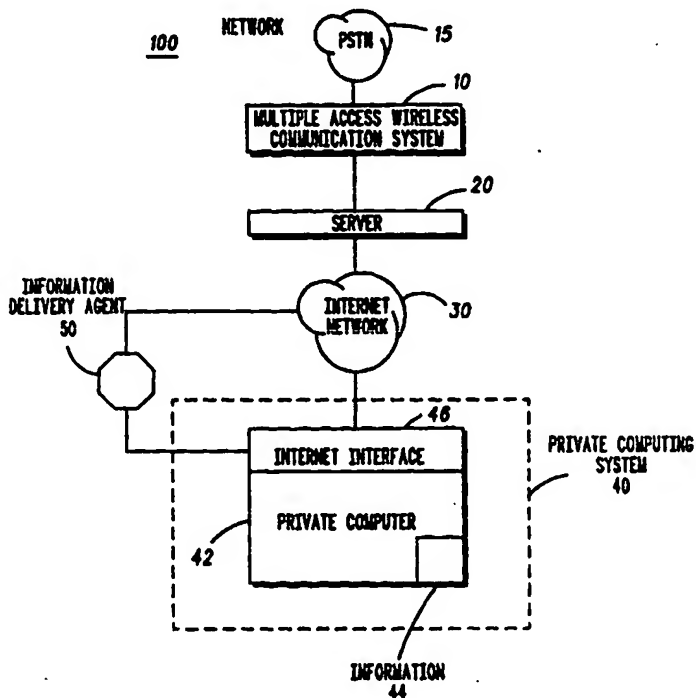 NETWORK
100
PSTN
15
10
MULTIPLE ACCESS WIRELESS
COMMUNICATION SYSTEM
20
SERVER
INFORMATION
DELIVERY AGENT
50
INTERNET
NETWORK
30
46
INTERNET INTERFACE
PRIVATE COMPUTING
SYSTEM
40
PRIVATE COMPUTER
42
INFORMATION
44